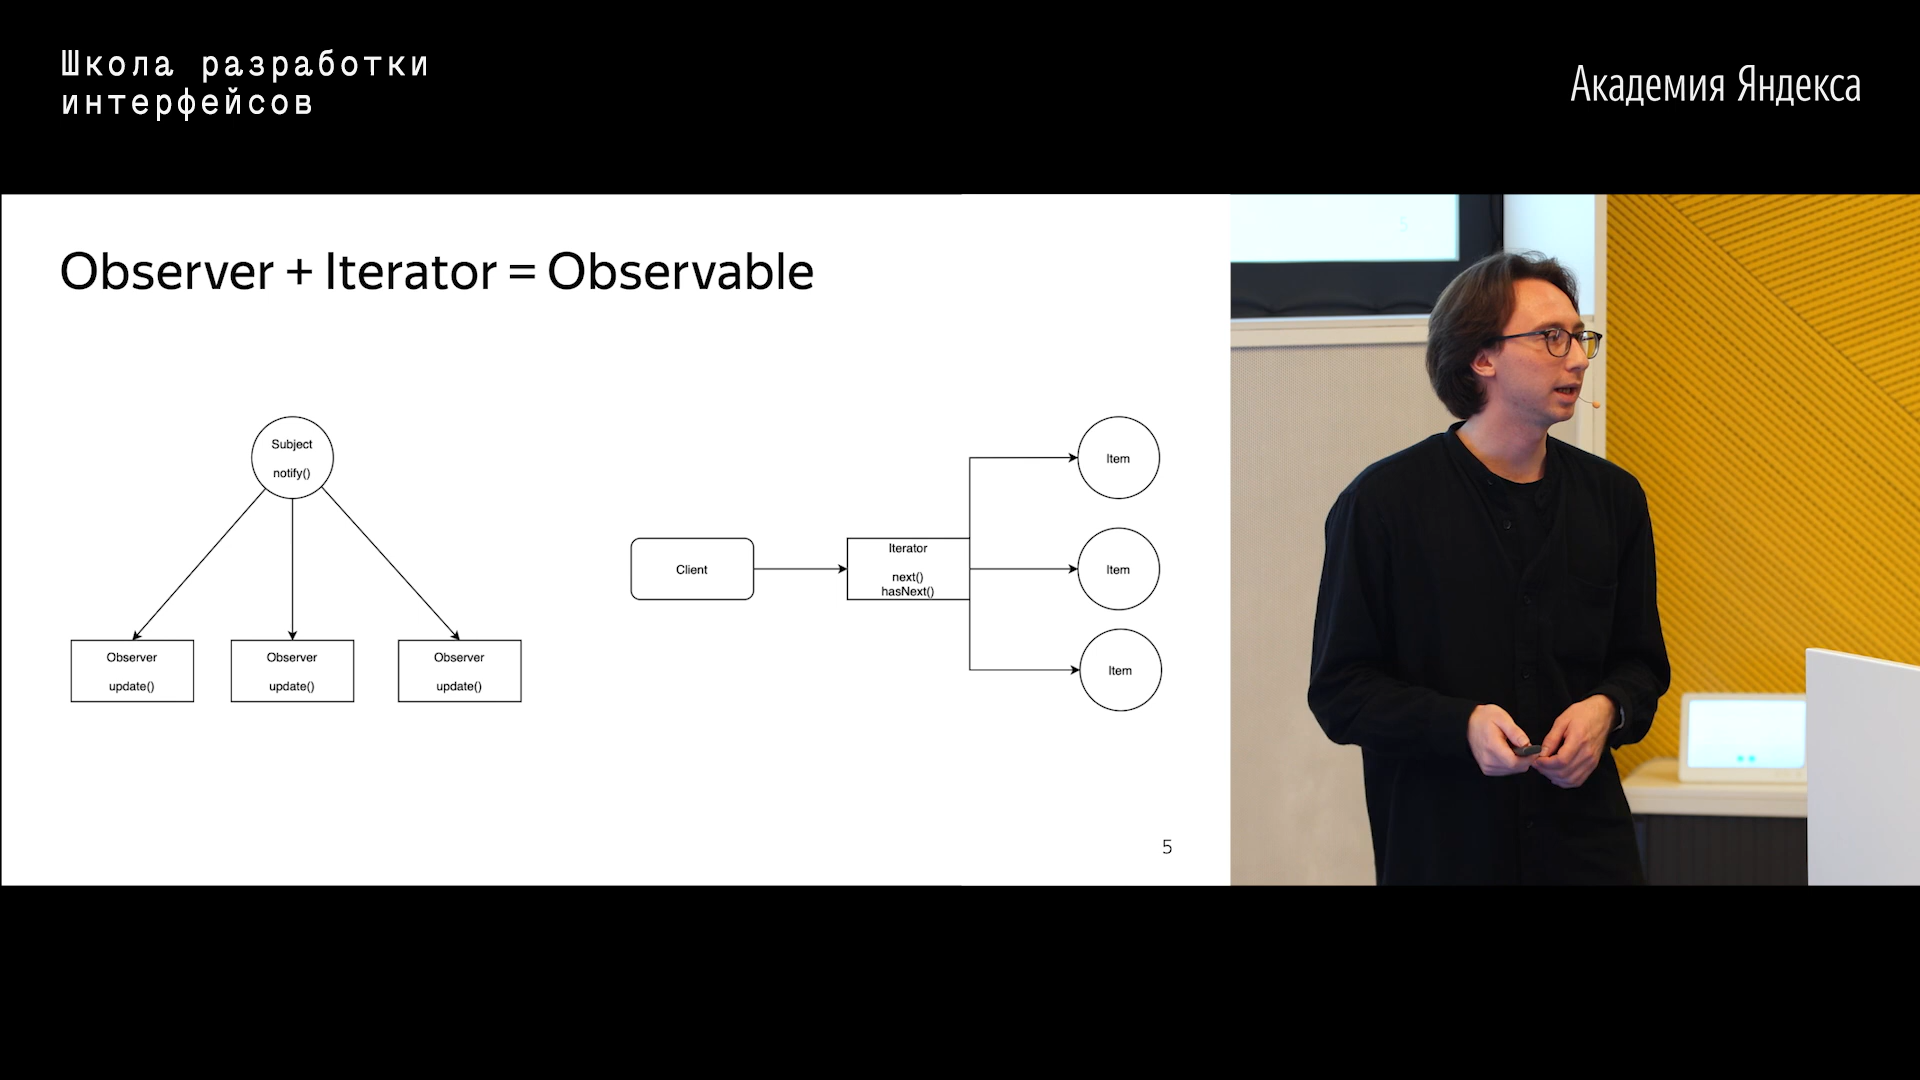 Школа разработки
интерфейсов
Академия Яндекса
Observer + Iterator = Observable
Subject
notify()
Observer
update()
Observer
update()
Observer
update()
Client
Iterator
next()
hasNext()
Item
Item
Item
5
5